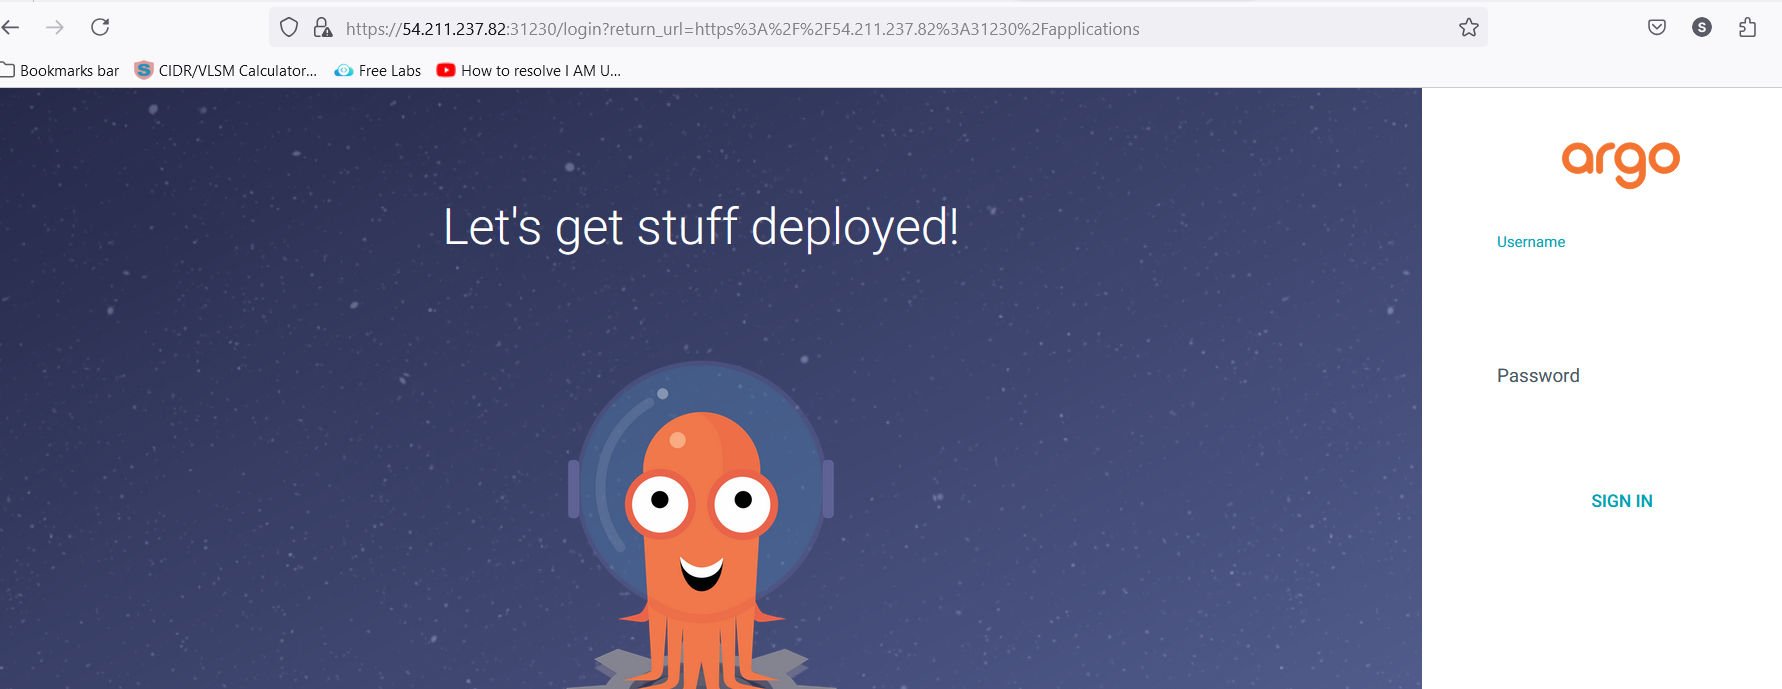 https://54.211.237.82:31230/login?return_url=https%3A%2F%2F54.211.237.82%3A31230%2Fapplications
S
Bookmarks bar
S
CIDR/VLSM Calculator...
Free Labs
How to resolve I AM U...
argo
Let's get stuff deployed!
Username
Password
SIGN IN